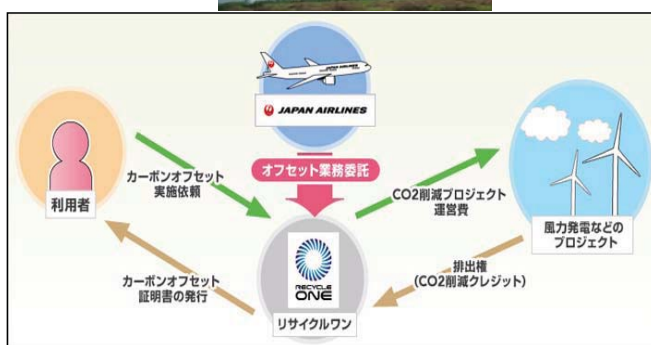 JAPAN AIRLINES
オフセット業務委託
利用者
カーボンオフセット
実施依頼
CO2削減プロジェクト
運営費
風力発電などの
プロジェクト
カーボンオフセット
証明書の発行
排出権
(CO2削減クレジット)
RECYCLE
ONE
リサイクルワン